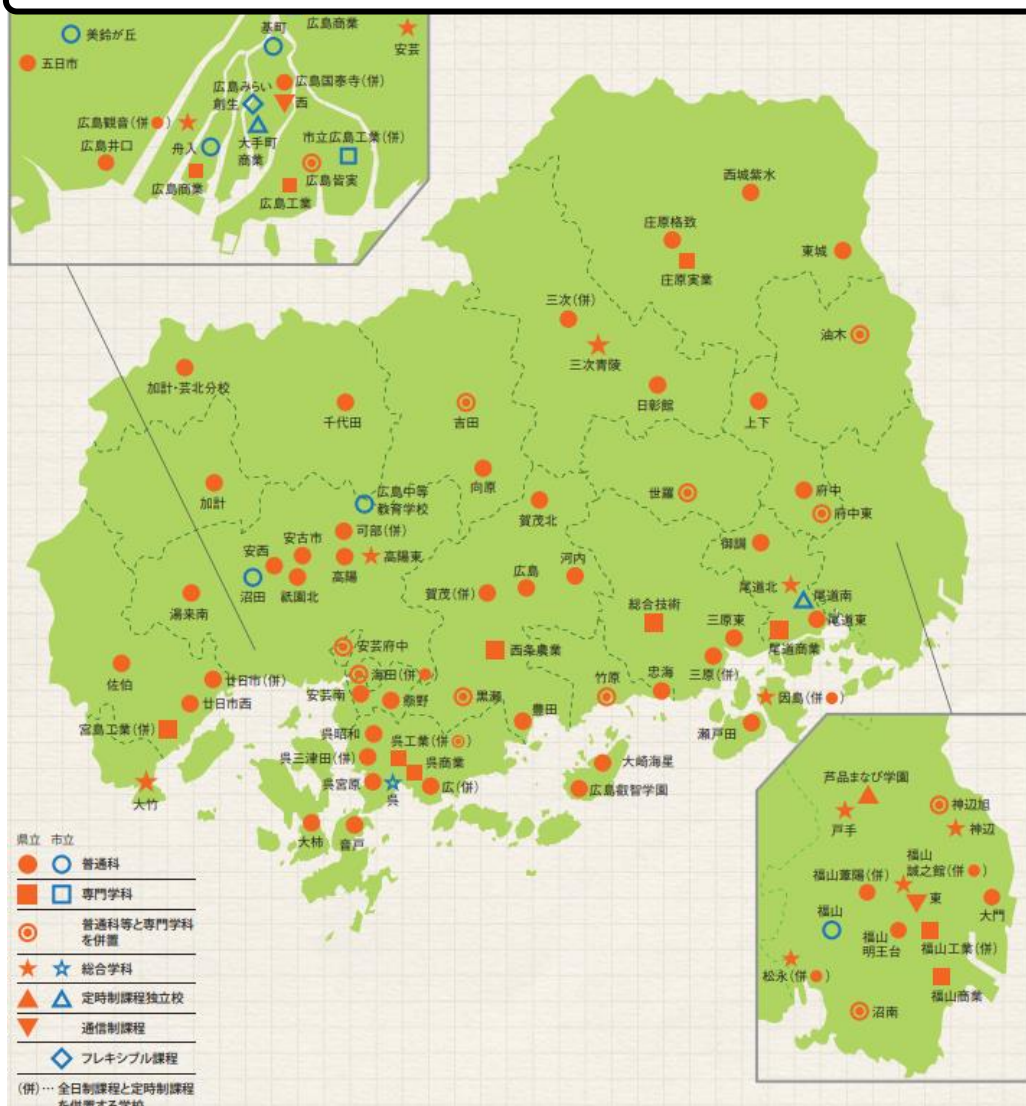 美鈴が丘
五日市
基町
広島商業
安芸
広島国泰寺(併)
広島みらい
創生
西
広島観音(併●)
広島井口
舟入
大手町
商業
市立広島工業(併)
広島商業
広島皆実
広島工業
西城紫水
庄原格致
東城
庄原実業
三次(併)
油木
三次青陵
加計・芸北分校
日彰館
上下
千代田
吉田
向原
加計
広島中等
教育学校
世羅
府中
府中東
賀茂北
可部(併)
安古市
安西
高陽
高陽東
河内
御調
沼田
祇園北
広島
尾道北
尾道南
湯来南
賀茂(併)
総合技術
三原東
尾道東
尾道商業
安芸府中
西条農業
佐伯
廿日市(併)
海田(併●)
竹原
忠海
三原(併)
安芸南
熊野
黒瀬
因島(併●)
廿日市西
豊田
瀬戸田
宮島工業(併)
呉昭和
呉工業(併◉)
呉三津田(併)
呉商業
大崎海星
呉宮原
呉
広(併)
広島叡智学園
大竹
大柿
音戸
芦品まなび学園
神辺旭
戸手
神辺
福山
誠之館(併●)
福山葦陽(併)
東
大門
福山
福山
明王台
福山工業(併)
松永(併●)
福山商業
沼南
県立 市立
普通科
専門学科
普通科等と専門学科
を併置
総合学科
定時制課程独立校
通信制課程
フレキシブル課程
(併)… 全日制課程と定時制課程
を併置する学校